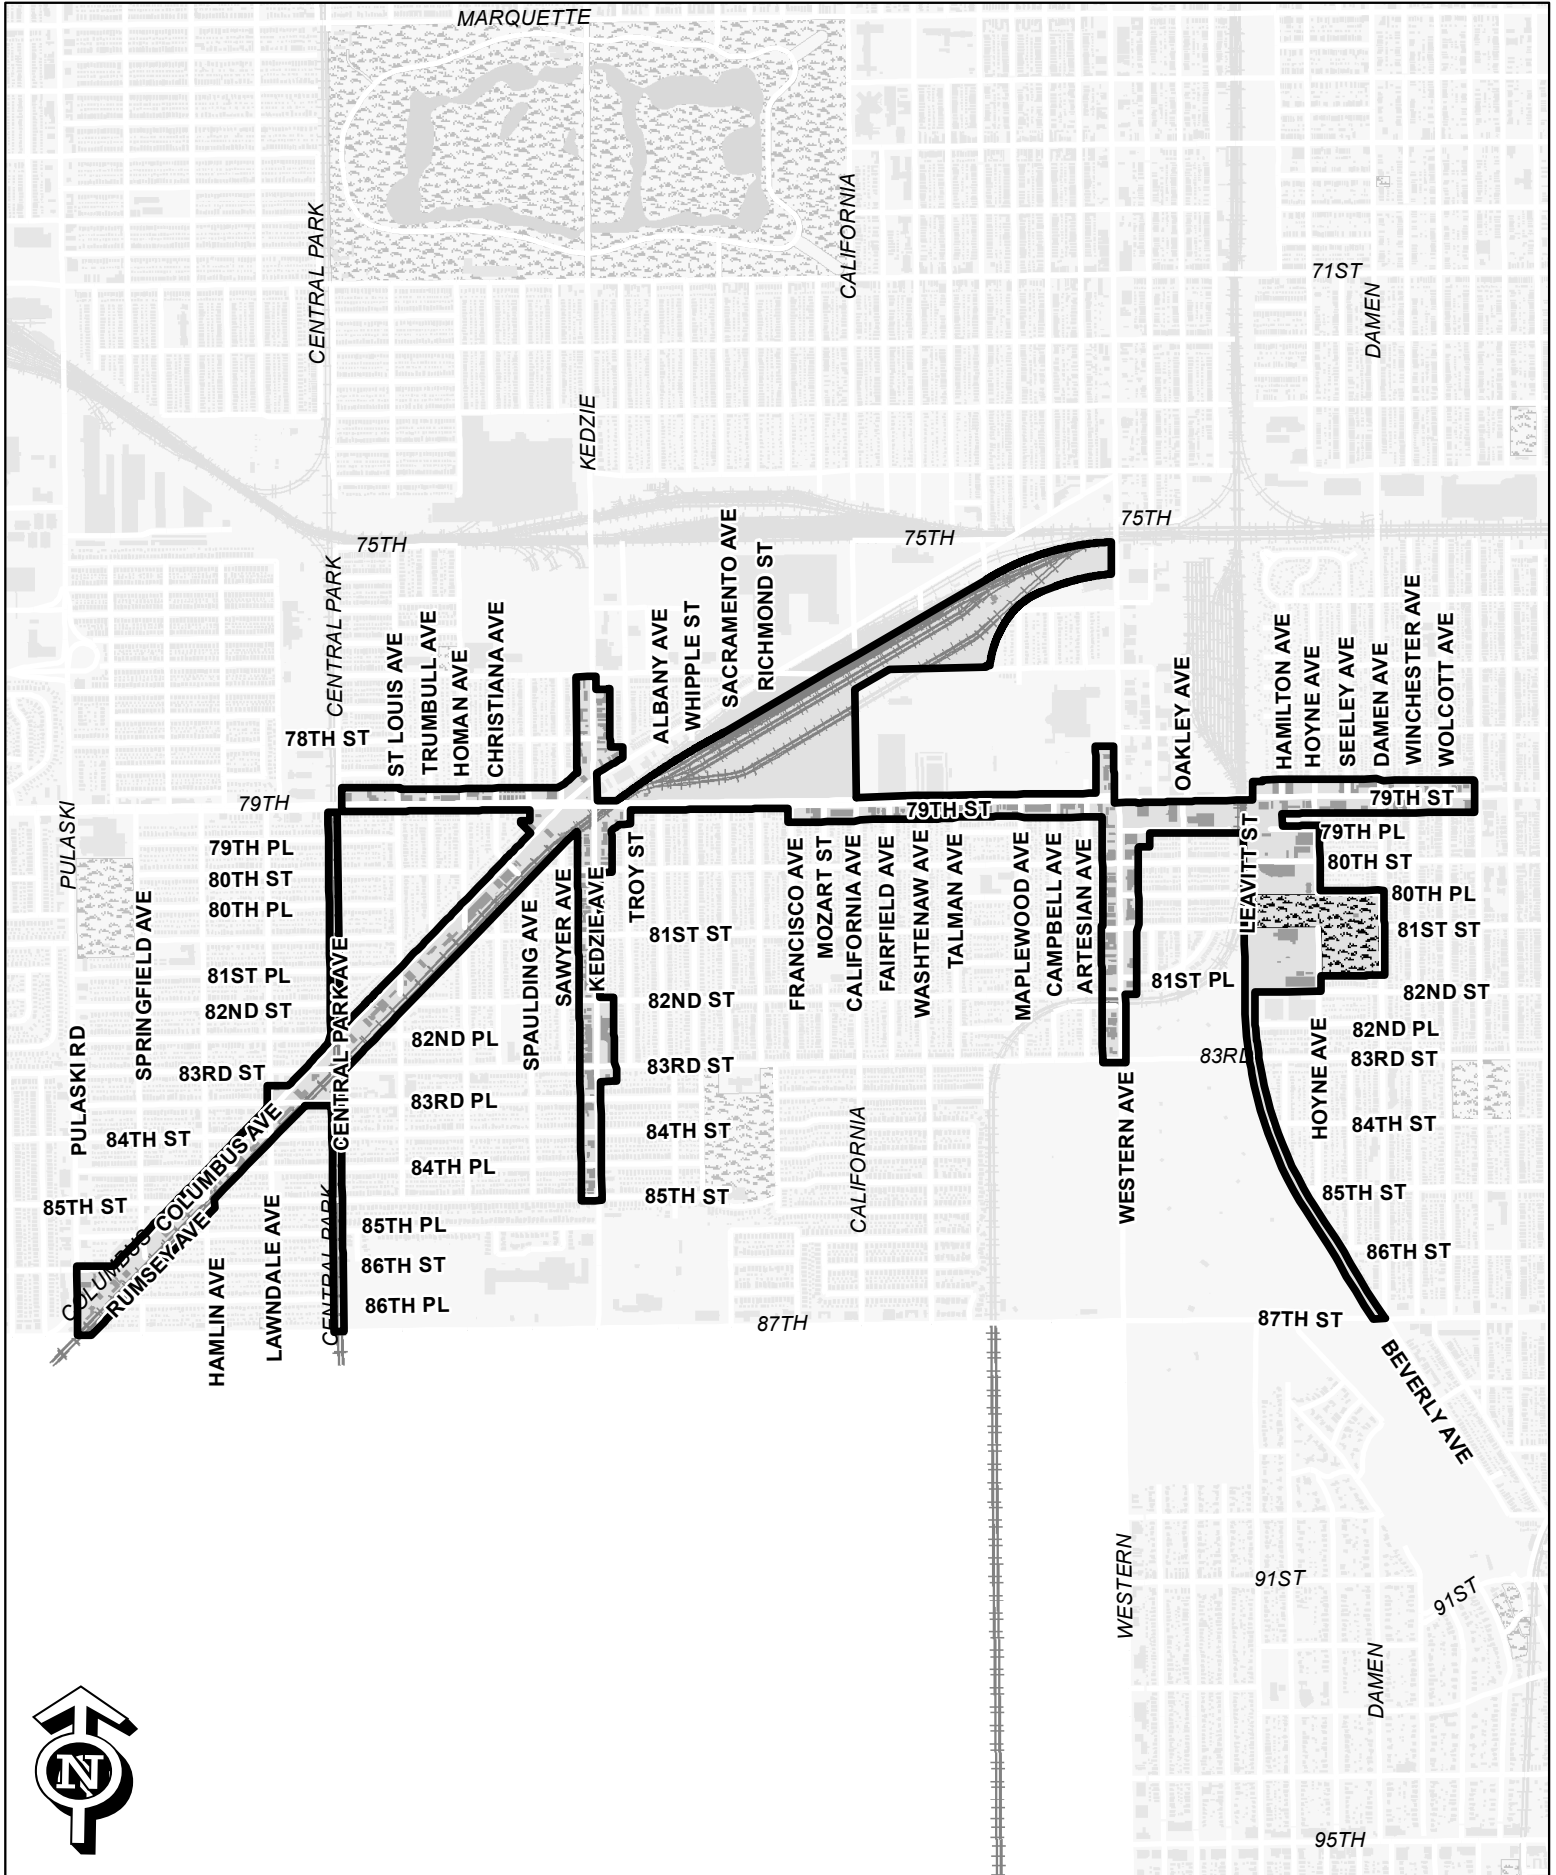 MARQUETTE
CENTRAL PARK
CALIFORNIA
71ST
DAMEN
KEDZIE
75TH
75TH
75TH
CENTRAL PARK
ST LOUIS AVE
TRUMBULL AVE
HOMAN AVE
CHRISTIANA AVE
ALBANY AVE
WHIPPLE ST
SACRAMENTO AVE
RICHMOND ST
OAKLEY AVE
HAMILTON AVE
HOYNE AVE
SEELEY AVE
DAMEN AVE
WINCHESTER AVE
WOLCOTT AVE
78TH ST
79TH
79TH ST
79TH ST
PULASKI
79TH PL
80TH ST
80TH PL
81ST PL
82ND ST
83RD ST
84TH ST
85TH ST
PULASKI RD
SPRINGFIELD AVE
CENTRAL PARK AVE
COLUMBUS AVE
COLUMBUS
RUMSEY AVE
HAMLIN AVE
LAWNDALE AVE
CENTRAL PARK
82ND PL
83RD PL
84TH PL
85TH PL
86TH ST
86TH PL
SPAULDING AVE
SAWYER AVE
KEDZIE AVE
TROY ST
81ST ST
82ND ST
83RD ST
84TH ST
85TH ST
FRANCISCO AVE
MOZART ST
CALIFORNIA AVE
FAIRFIELD AVE
WASHTENAW AVE
TALMAN AVE
MAPLEWOOD AVE
CAMPBELL AVE
ARTESIAN AVE
CALIFORNIA
WESTERN AVE
81ST PL
83RD
LEAVITT ST
79TH PL
80TH ST
80TH PL
81ST ST
82ND ST
82ND PL
83RD ST
84TH ST
85TH ST
86TH ST
HOYNE AVE
87TH
87TH ST
BEVERLY AVE
WESTERN
91ST
91ST
DAMEN
95TH
N